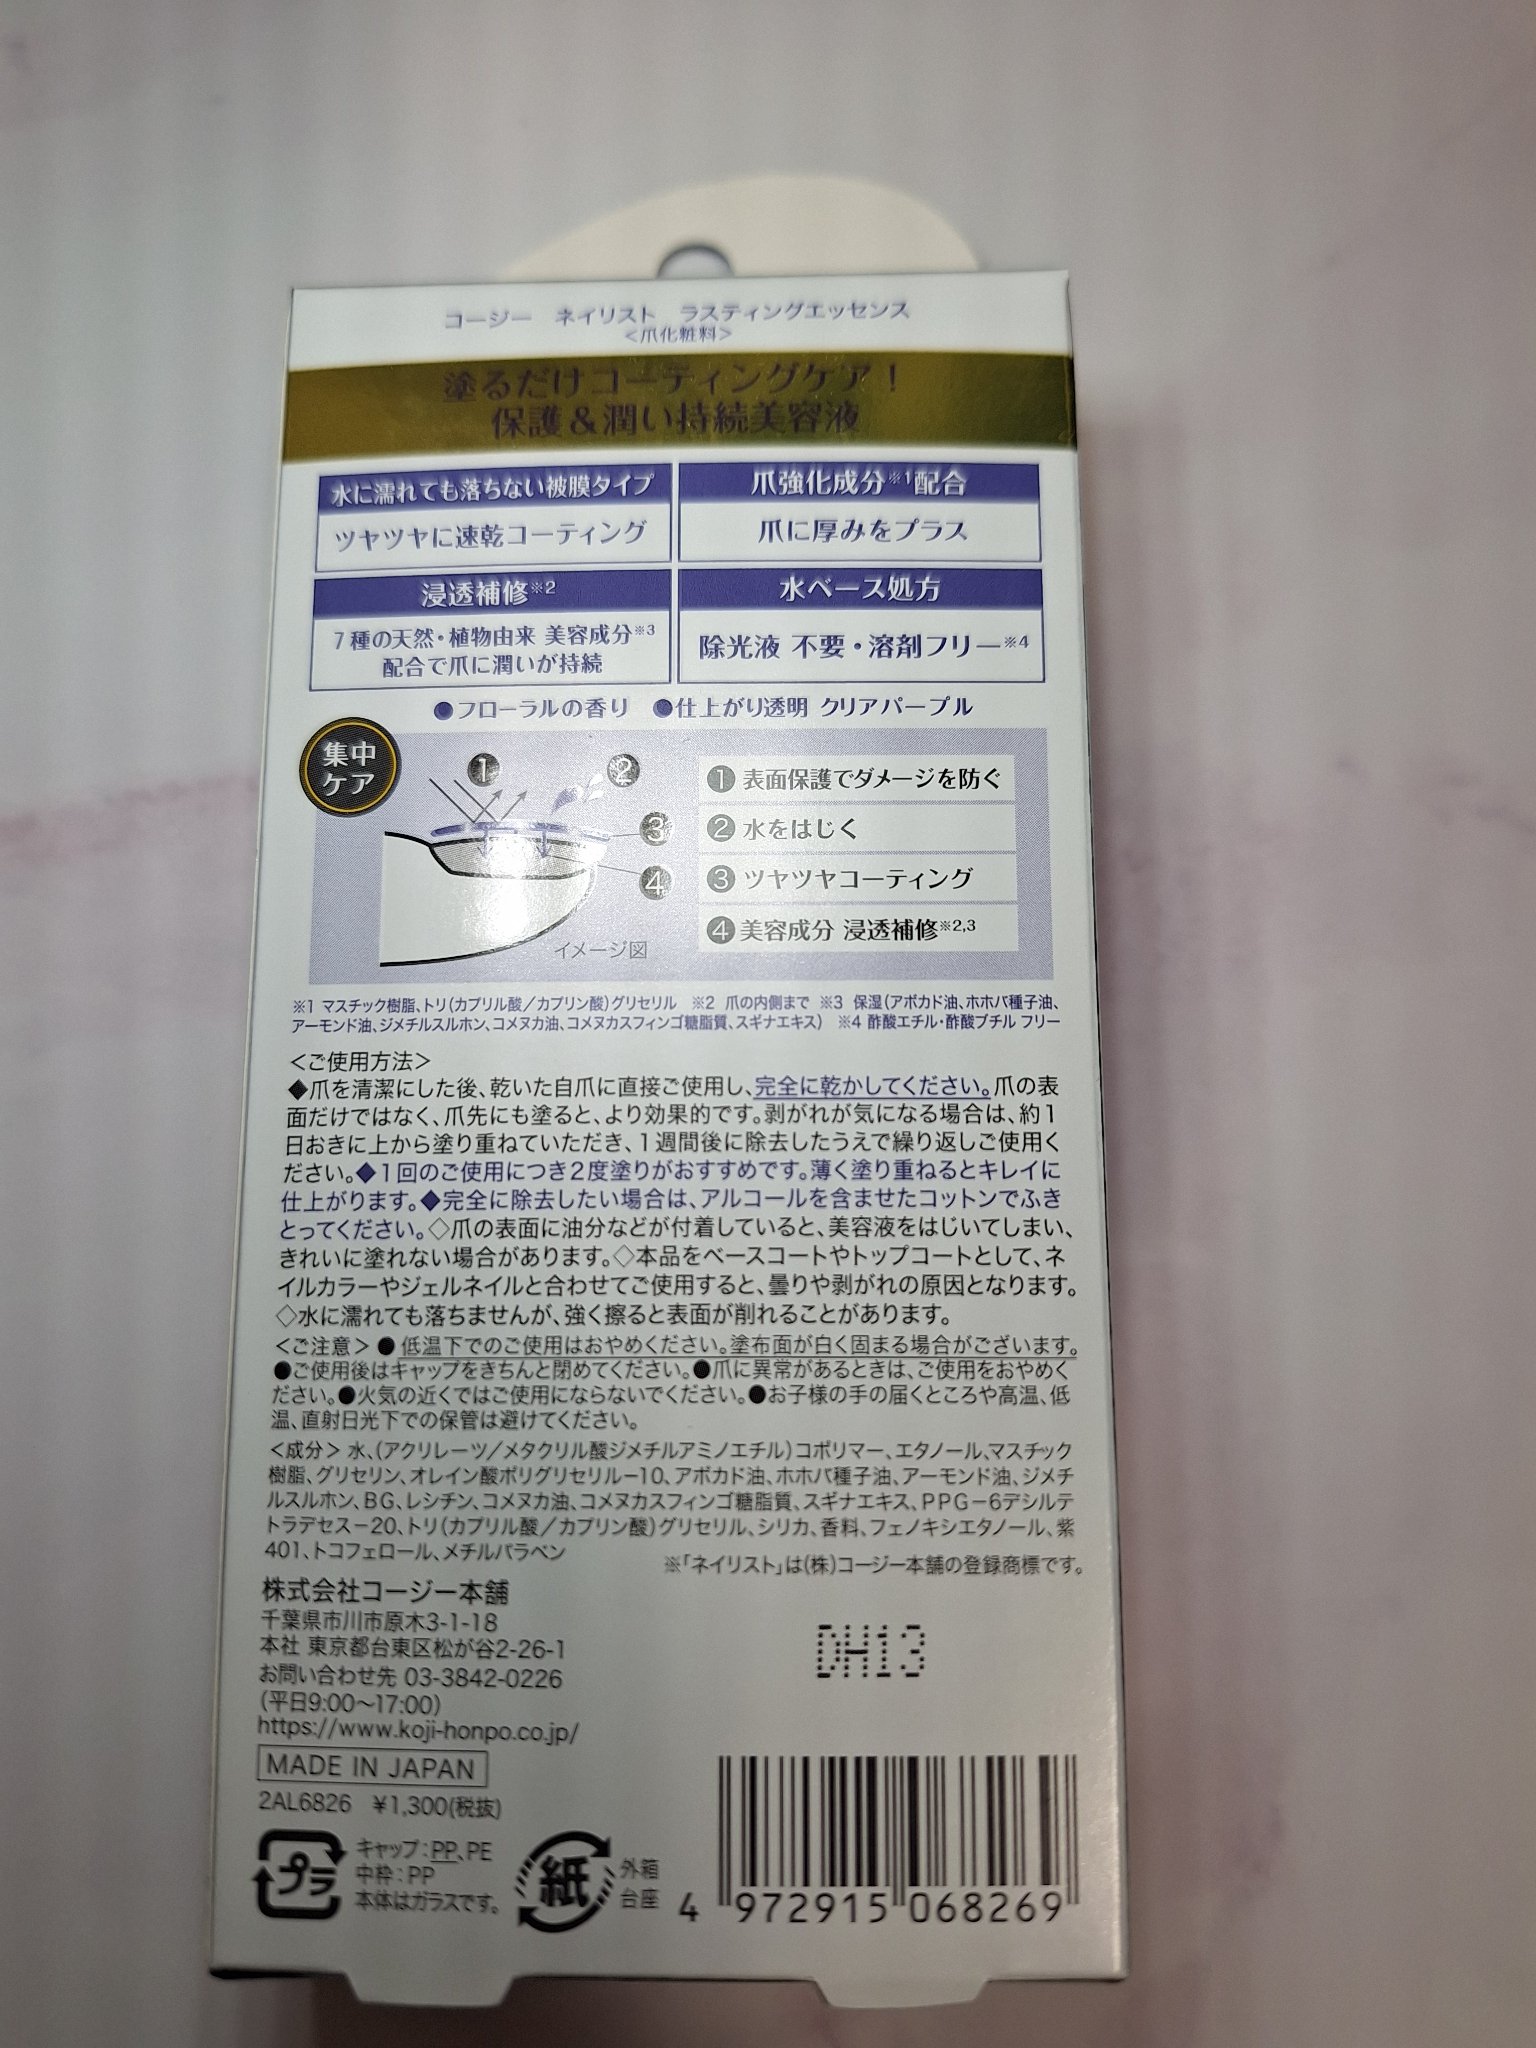 コージー ネイリスト ラスティングエッセンス
<爪化粧料>
塗るだけコーティングケア!
保護&潤い持続美容液
水に濡れても落ちない被膜タイプ
ツヤツヤに速乾コーティング
爪強化成分※1配合
爪に厚みをプラス
浸透補修※2
7種の天然・植物由来 美容成分※3
配合で爪に潤いが持続
水ベース処方
除光液 不要・溶剤フリー※4
●フローラルの香り ●仕上がり透明 クリアパープル
集中
ケア
1
2
3
4
イメージ図
1 表面保護でダメージを防ぐ
2 水をはじく
3 ツヤツヤコーティング
4 美容成分 浸透補修※2,3
※1 マスチック樹脂、トリ(カプリル酸/カプリン酸)グリセリル ※2 爪の内側まで ※3 保湿(アボカド油、ホホバ種子油、
アーモンド油、ジメチルスルホン、コメヌカ油、コメヌカスフィンゴ糖脂質、スギナエキス) ※4 酢酸エチル・酢酸ブチル フリー
<ご使用方法>
◆爪を清潔にした後、乾いた自爪に直接ご使用し、完全に乾かしてください。爪の表
面だけではなく、爪先にも塗ると、より効果的です。剥がれが気になる場合は、約1
日おきに上から塗り重ねていただき、1週間後に除去したうえで繰り返しご使用く
ださい。◆1回のご使用につき2度塗りがおすすめです。薄く塗り重ねるとキレイに
仕上がります。◆完全に除去したい場合は、アルコールを含ませたコットンでふき
とってください。◇爪の表面に油分などが付着していると、美容液をはじいてしまい、
きれいに塗れない場合があります。◇本品をベースコートやトップコートとして、ネ
イルカラーやジェルネイルと合わせてご使用すると、曇りや剥がれの原因となります。
◇水に濡れても落ちませんが、強く擦ると表面が削れることがあります。
<ご注意>●低温下でのご使用はおやめください。塗布面が白く固まる場合がございます。
●ご使用後はキャップをきちんと閉めてください。●爪に異常があるときは、ご使用をおやめく
ださい。●火気の近くではご使用にならないでください。●お子様の手の届くところや高温、低
温、直射日光下での保管は避けてください。
<成分>水、(アクリレーツ/メタクリル酸ジメチルアミノエチル)コポリマー、エタノール、マスチック
樹脂、グリセリン、オレイン酸ポリグリセリル-10、アボカド油、ホホバ種子油、アーモンド油、ジメチ
ルスルホン、BG、レシチン、コメヌカ油、コメヌカスフィンゴ糖脂質、スギナエキス、PPG-6デシルテ
トラデセス-20、トリ(カプリル酸/カプリン酸)グリセリル、シリカ、香料、フェノキシエタノール、紫
401、トコフェロール、メチルパラベン
※「ネイリスト」は(株)コージー本舗の登録商標です。
株式会社コージー本舗
千葉県市川市原木3-1-18
本社 東京都台東区松が谷2-26-1
お問い合わせ先 03-3842-0226
(平日9:00〜17:00)
https://www.koji-honpo.co.jp/
DH13
MADE IN JAPAN
2AL6826 ¥1,300(税抜)
プラ
キャップ:PP、PE
中枠:PP
本体はガラスです。
紙
外箱
台座
4 972915 068269